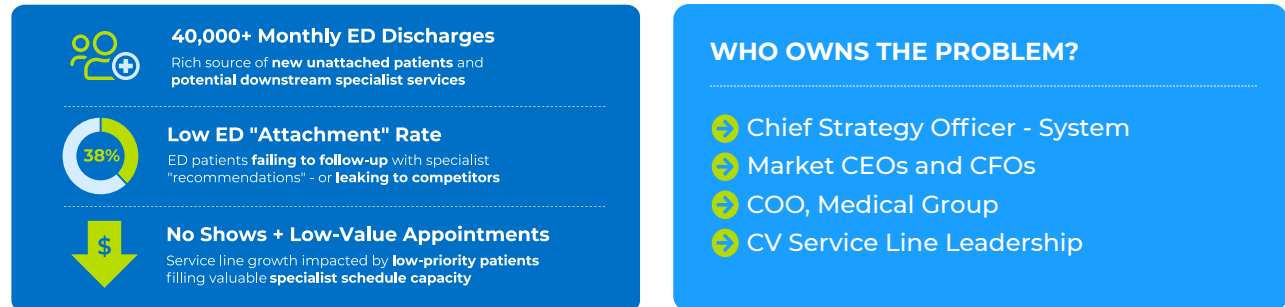 40,000+ Monthly ED Discharges
Rich source of new unattached patients and
potential downstream specialist services
38%
Low ED "Attachment" Rate
ED patients failing to follow-up with specialist
"recommendations" - or leaking to competitors
$
No Shows + Low-Value Appointments
Service line growth impacted by low-priority patients
filling valuable specialist schedule capacity
WHO OWNS THE PROBLEM?
Chief Strategy Officer - System
Market CEOs and CFOs
COO, Medical Group
CV Service Line Leadership